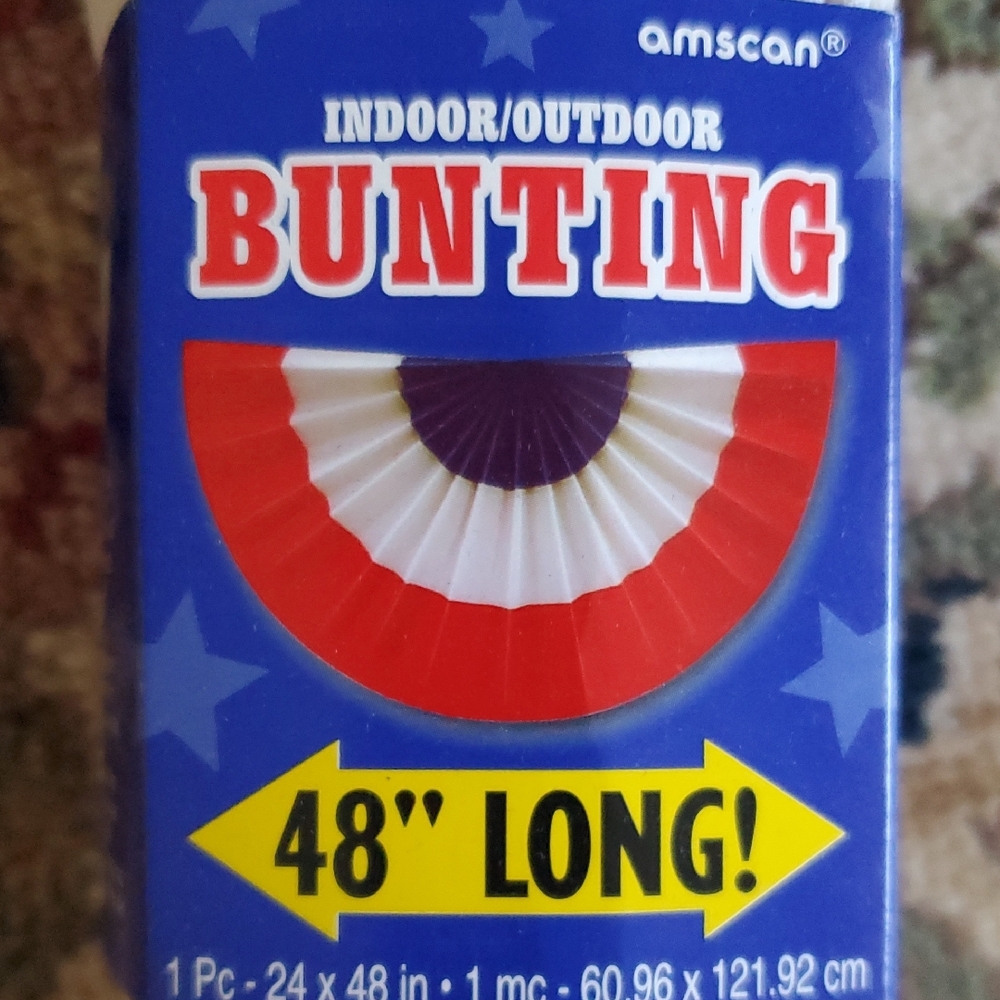 amscan®
INDOOR/OUTDOOR
BUNTING
48” LONG!
1 Pc - 24 x 48 in • 1 mc - 60.96 x 121.92 cm